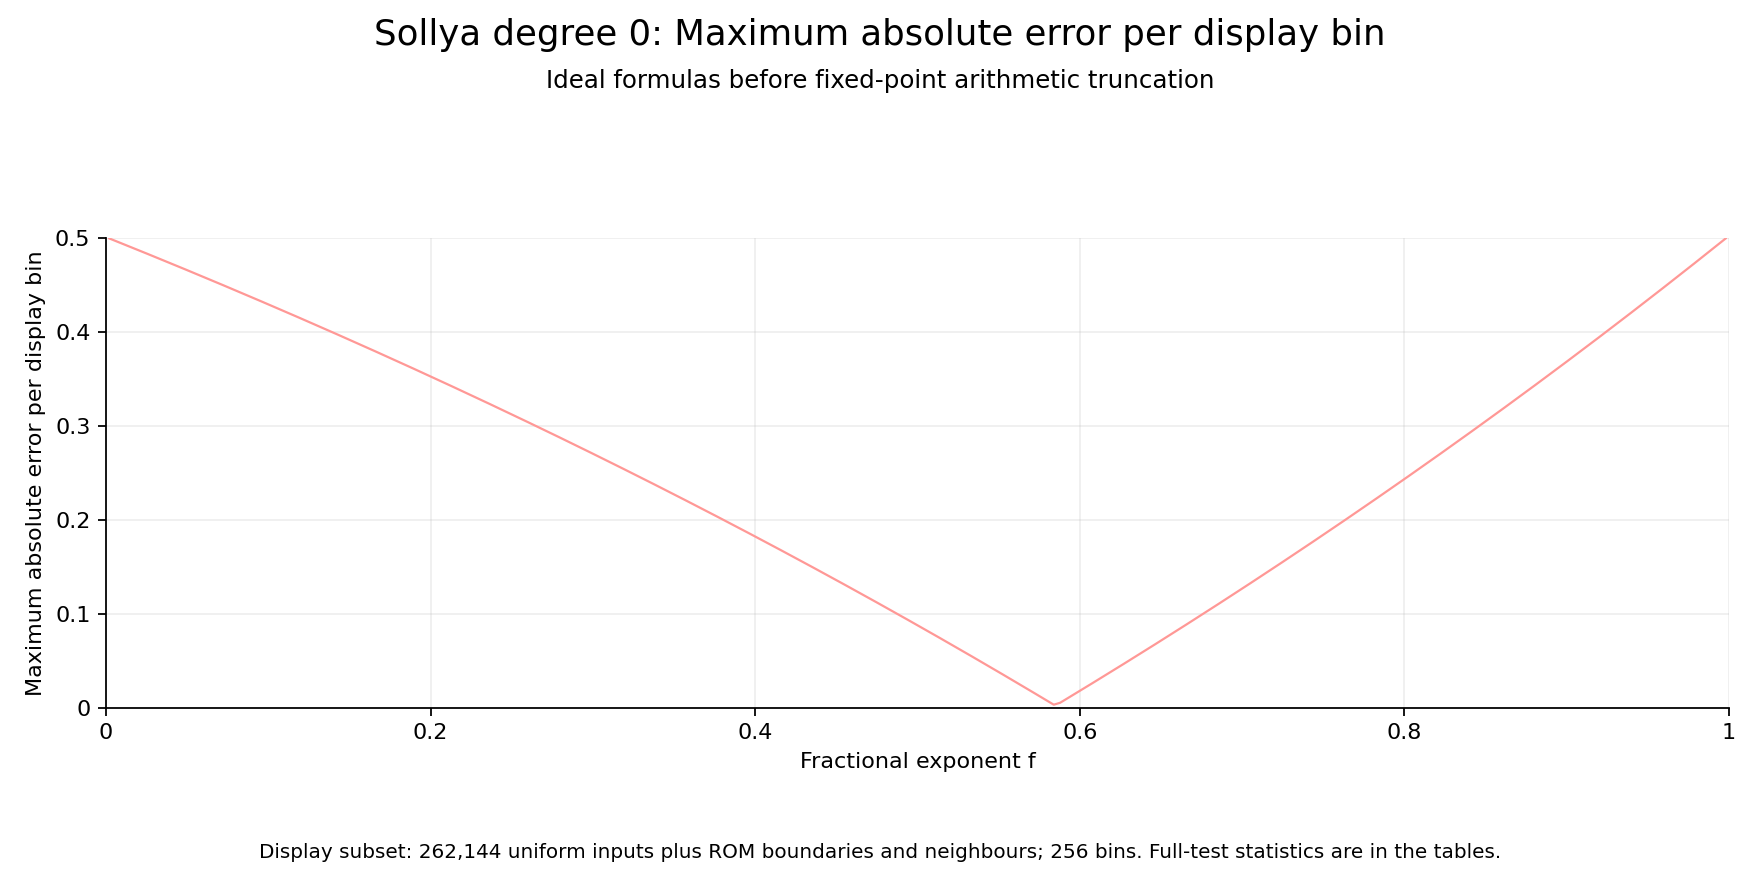 Sollya degree 0: Maximum absolute error per display bin
Ideal formulas before fixed-point arithmetic truncation
Maximum absolute error per display bin
0.5
0.4
0.3
0.2
0.1
0
0 0.2 0.4 0.6 0.8 1
Fractional exponent f
Display subset: 262,144 uniform inputs plus ROM boundaries and neighbours; 256 bins. Full-test statistics are in the tables.